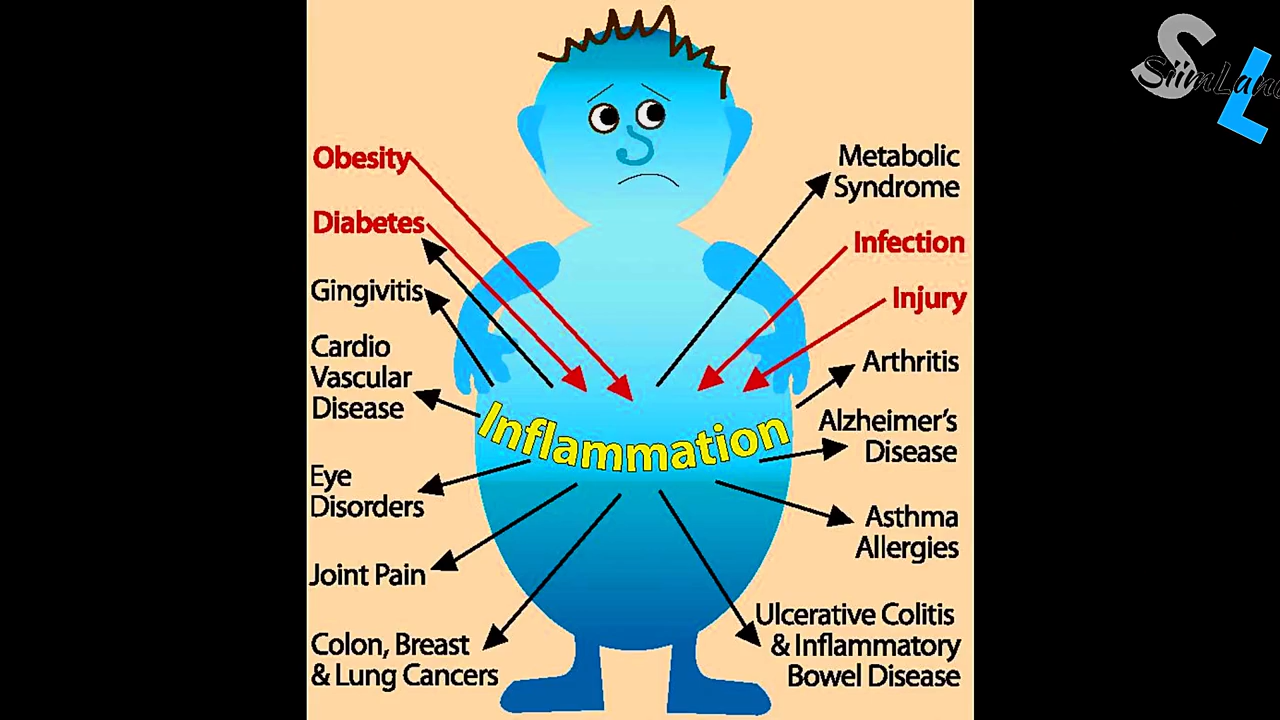 Obesity
Diabetes
Gingivitis
Cardio
Vascular
Disease
Eye
Disorders
Joint Pain
Colon, Breast
& Lung Cancers
Inflammation
Metabolic
Syndrome
Infection
Injury
Arthritis
Alzheimer's
Disease
Asthma
Allergies
Ulcerative Colitis
& Inflammatory
Bowel Disease
S
SiimLand
L